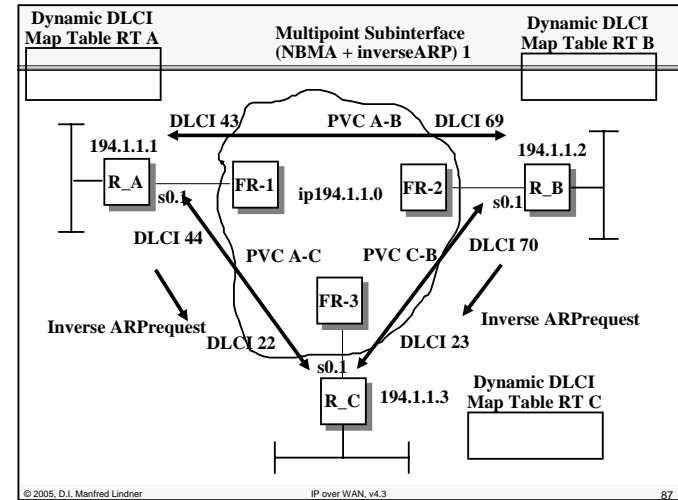 Dynamic DLCI
Map Table RT A
Multipoint Subinterface
(NBMA + inverseARP) 1
Dynamic DLCI
Map Table RT B
DLCI 43
PVC A-B
DLCI 69
194.1.1.1
194.1.1.2
R_A
FR-1
ip194.1.1.0
FR-2
R_B
s0.1
s0.1
DLCI 44
PVC A-C
PVC C-B
DLCI 70
FR-3
Inverse ARPrequest
Inverse ARPrequest
DLCI 22
DLCI 23
s0.1
R_C
194.1.1.3
Dynamic DLCI
Map Table RT C
© 2005, D.I. Manfred Lindner
IP over WAN, v4.3
87